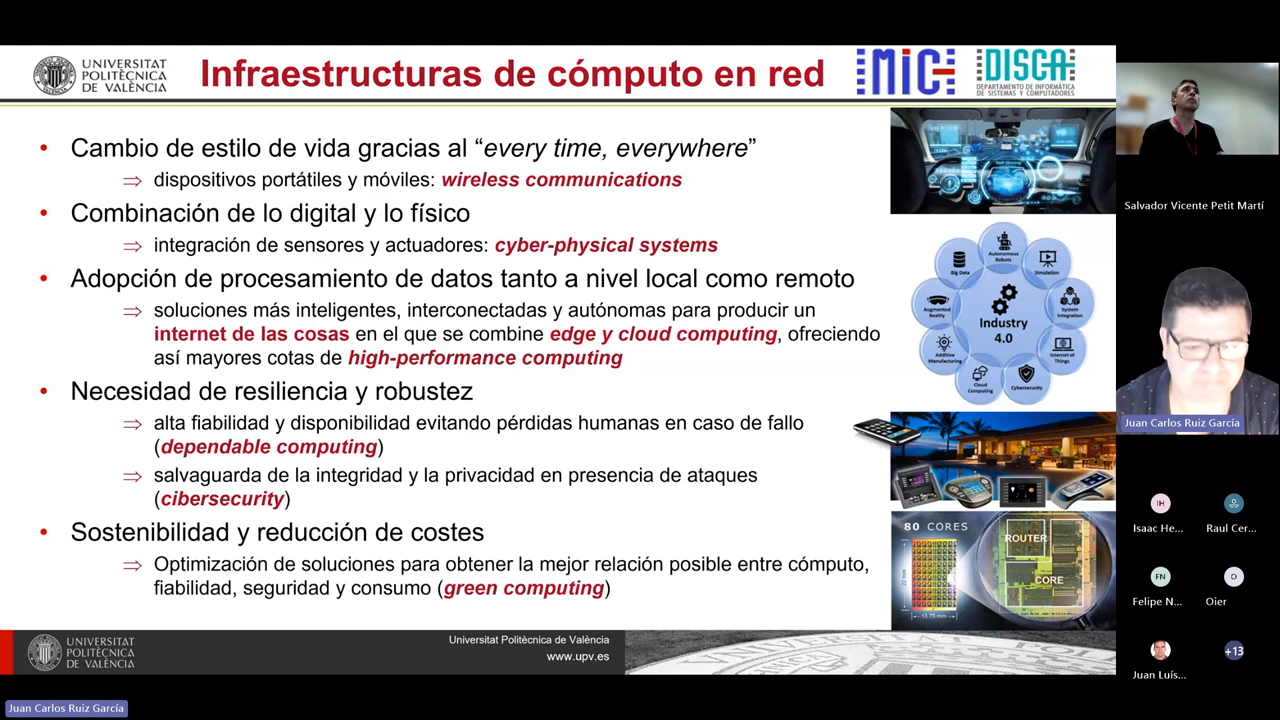 UNIVERSITAT
POLITÈCNICA
DE VALÈNCIA
Infraestructuras de cómputo en red
MIC
DISCA
DEPARTAMENTO DE INFORMÁTICA
DE SISTEMAS Y COMPUTADORES
• Cambio de estilo de vida gracias al “every time, everywhere”
⇒ dispositivos portátiles y móviles: wireless communications
• Combinación de lo digital y lo físico
⇒ integración de sensores y actuadores: cyber-physical systems
• Adopción de procesamiento de datos tanto a nivel local como remoto
⇒ soluciones más inteligentes, interconectadas y autónomas para producir un
internet de las cosas en el que se combine edge y cloud computing, ofreciendo
así mayores cotas de high-performance computing
• Necesidad de resiliencia y robustez
⇒ alta fiabilidad y disponibilidad evitando pérdidas humanas en caso de fallo
(dependable computing)
⇒ salvaguarda de la integridad y la privacidad en presencia de ataques
(cibersecurity)
• Sostenibilidad y reducción de costes
⇒ Optimización de soluciones para obtener la mejor relación posible entre cómputo,
fiabilidad, seguridad y consumo (green computing)
Autonomous
Robots
Big Data
Simulation
Augmented
Reality
System
Integration
Industry
4.0
Additive
Manufacturing
Internet of
Things
Cloud
Computing
Cybersecurity
80 CORES
ROUTER
CORE
22 mm
13.75 mm
UNIVERSITAT
POLITÈCNICA
DE VALÈNCIA
Universitat Politècnica de València
www.upv.es
Salvador Vicente Petit Martí
Juan Carlos Ruiz García
IH
Isaac He...
Raul Cer...
FN
Felipe N...
O
Oier
Juan Luís...
+13
Juan Carlos Ruiz García